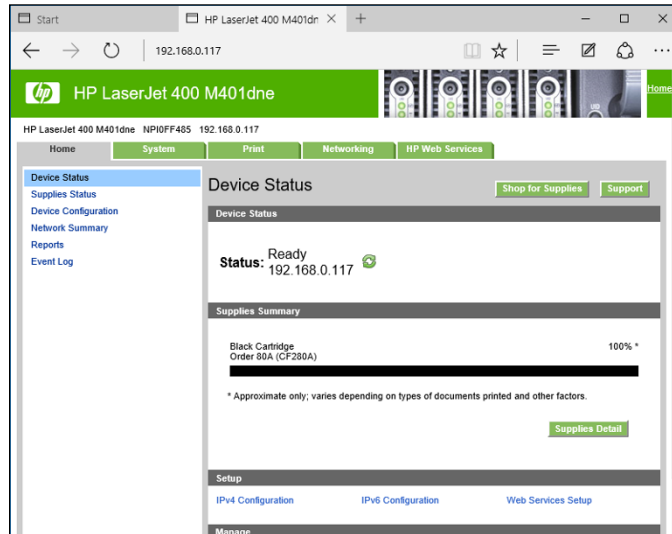 Start
HP LaserJet 400 M401dn
192.168.0.117
hp HP LaserJet 400 M401dne
Home
HP LaserJet 400 M401dne NPI0FF485 192.168.0.117
Home System Print Networking HP Web Services
Device Status
Supplies Status
Device Configuration
Network Summary
Reports
Event Log
Device Status
Shop for Supplies Support
Device Status
Status: Ready
192.168.0.117
Supplies Summary
Black Cartridge 100% *
Order 80A (CF280A)
* Approximate only; varies depending on types of documents printed and other factors.
Supplies Detail
Setup
IPv4 Configuration IPv6 Configuration Web Services Setup
Manage